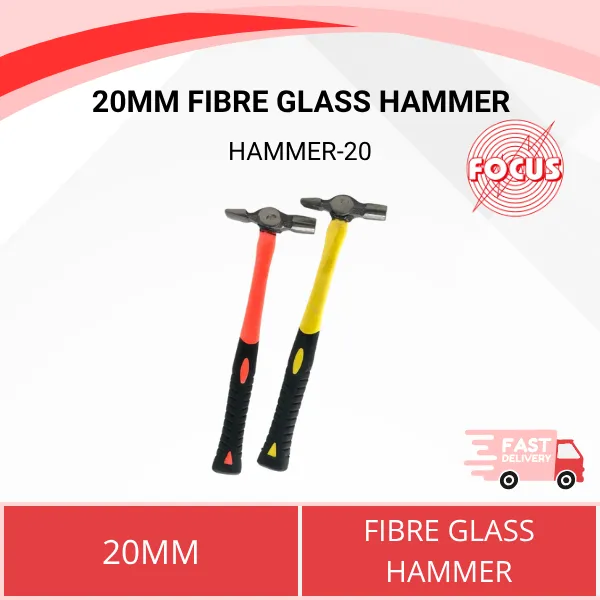 20MM FIBRE GLASS HAMMER
HAMMER-20
FOCUS
FAST
DELIVERY
20MM
FIBRE GLASS
HAMMER